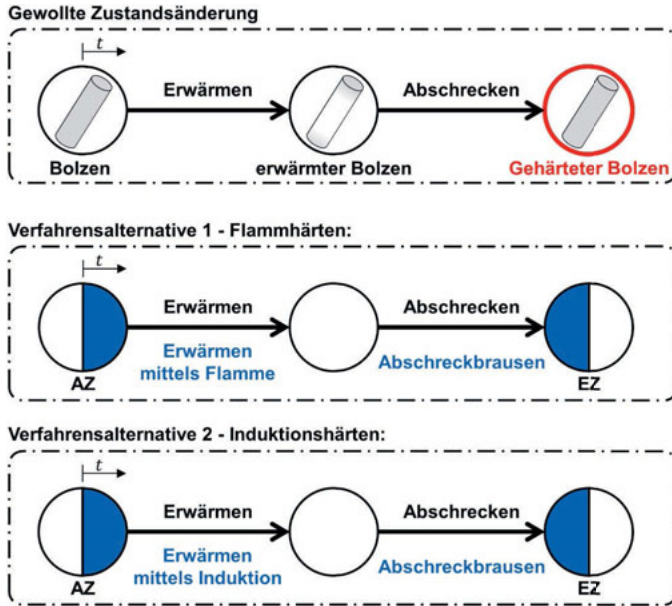 Gewollte Zustandsänderung
t
Erwärmen
Abschrecken
Bolzen
erwärmter Bolzen
Gehärteter Bolzen
Verfahrensalternative 1 - Flammhärten:
t
Erwärmen
Abschrecken
Erwärmen
mittels Flamme
Abschreckbrausen
AZ
EZ
Verfahrensalternative 2 - Induktionshärten:
t
Erwärmen
Abschrecken
Erwärmen
mittels Induktion
Abschreckbrausen
AZ
EZ